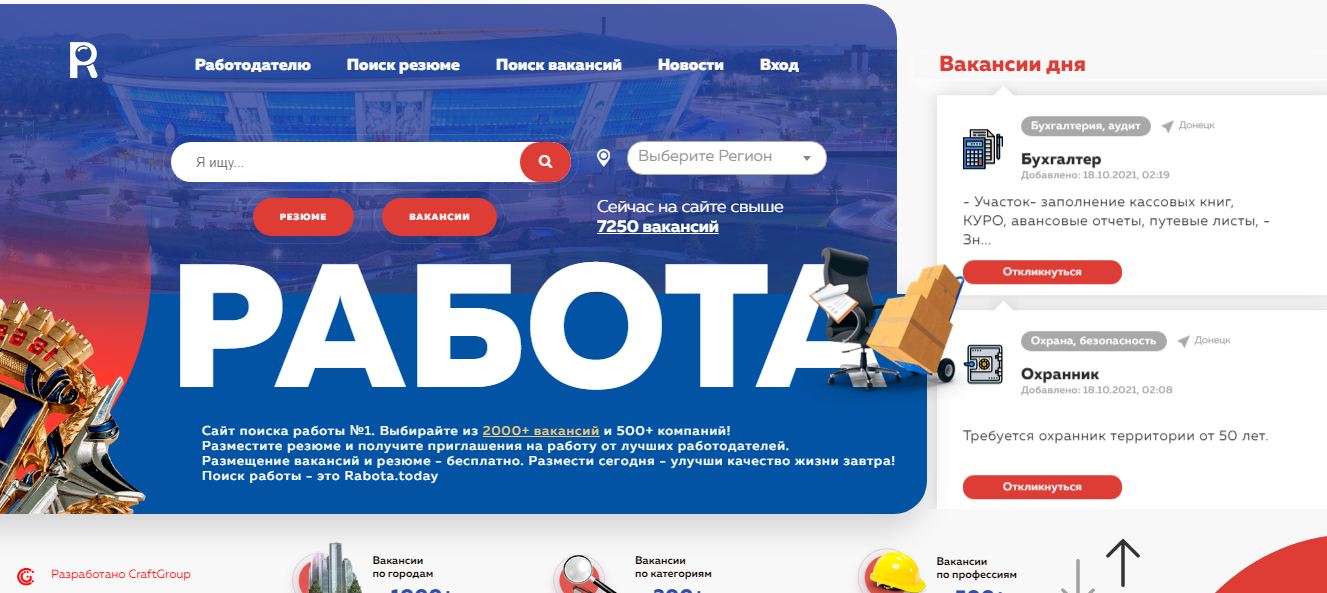 R
Работодателю Поиск резюме Поиск вакансий Новости Вход
Я ищу...
Выберите Регион
РЕЗЮМЕ ВАКАНСИИ
Сейчас на сайте свыше
7250 вакансий
РАБОТА
Сайт поиска работы №1. Выбирайте из 2000+ вакансий и 500+ компаний!
Разместите резюме и получите приглашения на работу от лучших работодателей.
Размещение вакансий и резюме - бесплатно. Размести сегодня - улучши качество жизни завтра!
Поиск работы - это Rabota.today
Вакансии дня
Бухгалтерия, аудит Донецк
Бухгалтер
Добавлено: 18.10.2021, 02:19
- Участок- заполнение кассовых книг,
КУРО, авансовые отчеты, путевые листы, -
Зн...
Откликнуться
Охрана, безопасность Донецк
Охранник
Добавлено: 18.10.2021, 02:08
Требуется охранник территории от 50 лет.
Откликнуться
Разработано CraftGroup
Вакансии
по городам
1000+
Вакансии
по категориям
200+
Вакансии
по профессиям
500+